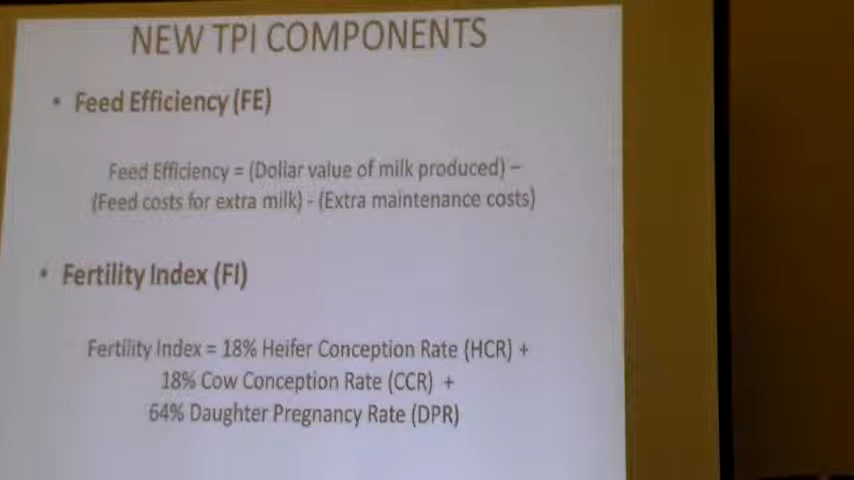 NEW TPI COMPONENTS
• Feed Efficiency (FE)
Feed Efficiency = (Dollar value of milk produced) –
(Feed costs for extra milk) - (Extra maintenance costs)
• Fertility Index (FI)
Fertility Index = 18% Heifer Conception Rate (HCR) +
18% Cow Conception Rate (CCR) +
64% Daughter Pregnancy Rate (DPR)